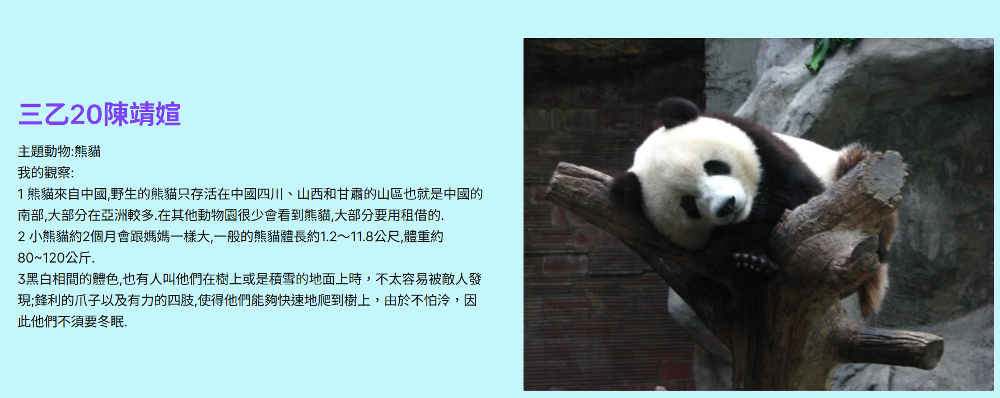 三乙20陳靖媗
主題動物:熊貓
我的觀察:
1 熊貓來自中國,野生的熊貓只存活在中國四川、山西和甘肅的山區也就是中國的
南部,大部分在亞洲較多.在其他動物園很少會看到熊貓,大部分要用租借的.
2 小熊貓約2個月會跟媽媽一樣大,一般的熊貓體長約1.2～11.8公尺,體重約
80~120公斤.
3黑白相間的體色,也有人叫他們在樹上或是積雪的地面上時，不太容易被敵人發
現;鋒利的爪子以及有力的四肢,使得他們能夠快速地爬到樹上，由於不怕泠，因
此他們不須要冬眠.